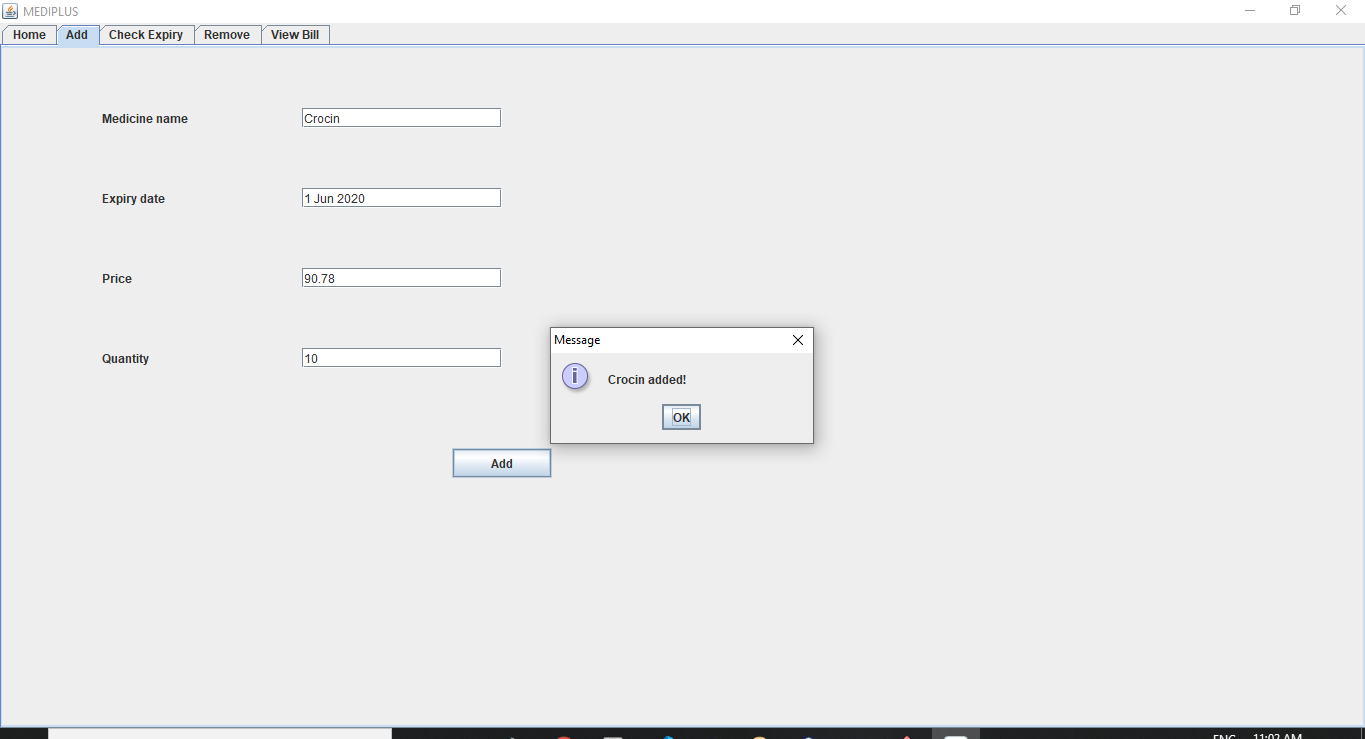 MEDIPLUS
Home Add Check Expiry Remove View Bill
Medicine name Crocin
Expiry date 1 Jun 2020
Price 90.78
Message
Quantity 10
Crocin added!
OK
Add
ENG 11:02 AM